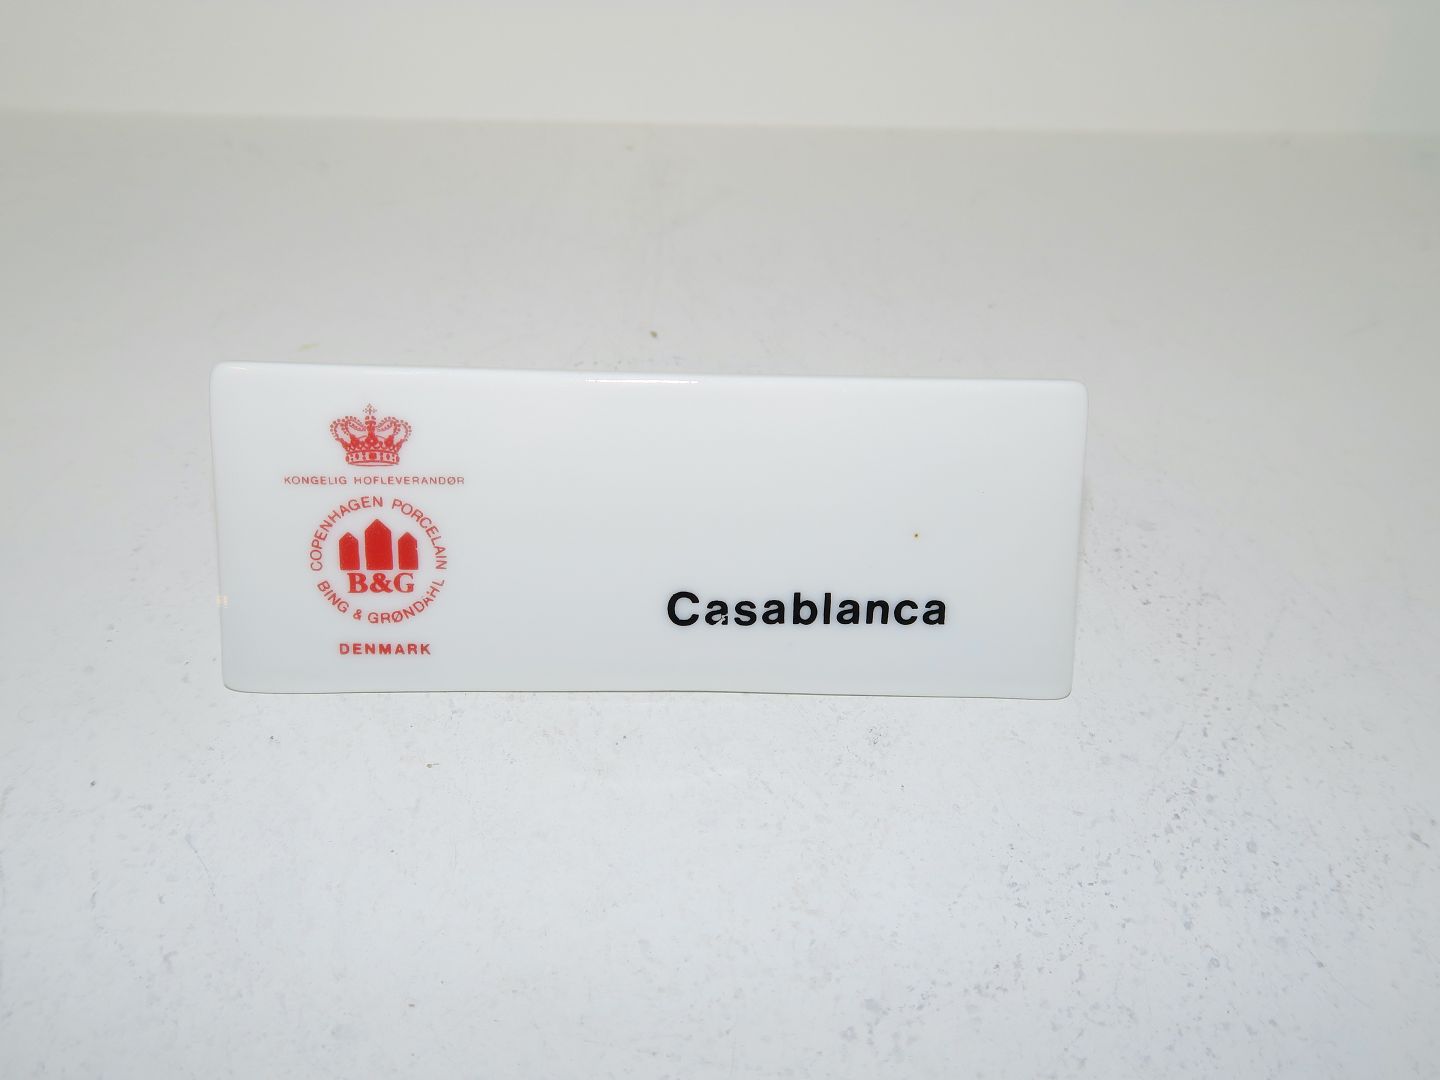 KONGELIG HOFLEVERANDØR
COPENHAGEN PORCELAIN
B&G
BING & GRØNDAHL
DENMARK
Casablanca